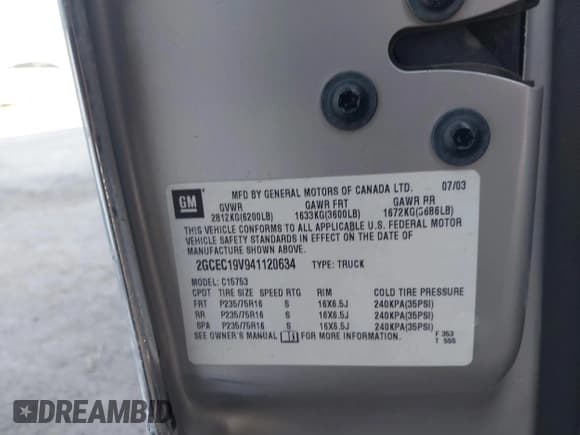 GM
MFD BY GENERAL MOTORS OF CANADA LTD. 07/03
GVWR GAWR FRT GAWR RR
2812KG(6200LB) 1633KG(3600LB) 1672KG(3686LB)
THIS VEHICLE CONFORMS TO ALL APPLICABLE U.S. FEDERAL MOTOR
VEHICLE SAFETY STANDARDS IN EFFECT ON THE DATE OF
MANUFACTURE SHOWN ABOVE.
2GCEC19V941120634 TYPE: TRUCK
MODEL: C15753
CPDT TIRE SIZE SPEED RTG RIM COLD TIRE PRESSURE
FRT P235/75R16 S 16X6.5J 240KPA(35PSI)
RR P235/75R16 S 16X6.5J 240KPA(35PSI)
SPA P235/75R16 S 16X6.5J 240KPA(35PSI)
SEE OWNER'S MANUAL FOR MORE INFORMATION.
F 353
T 555
DREAMBID